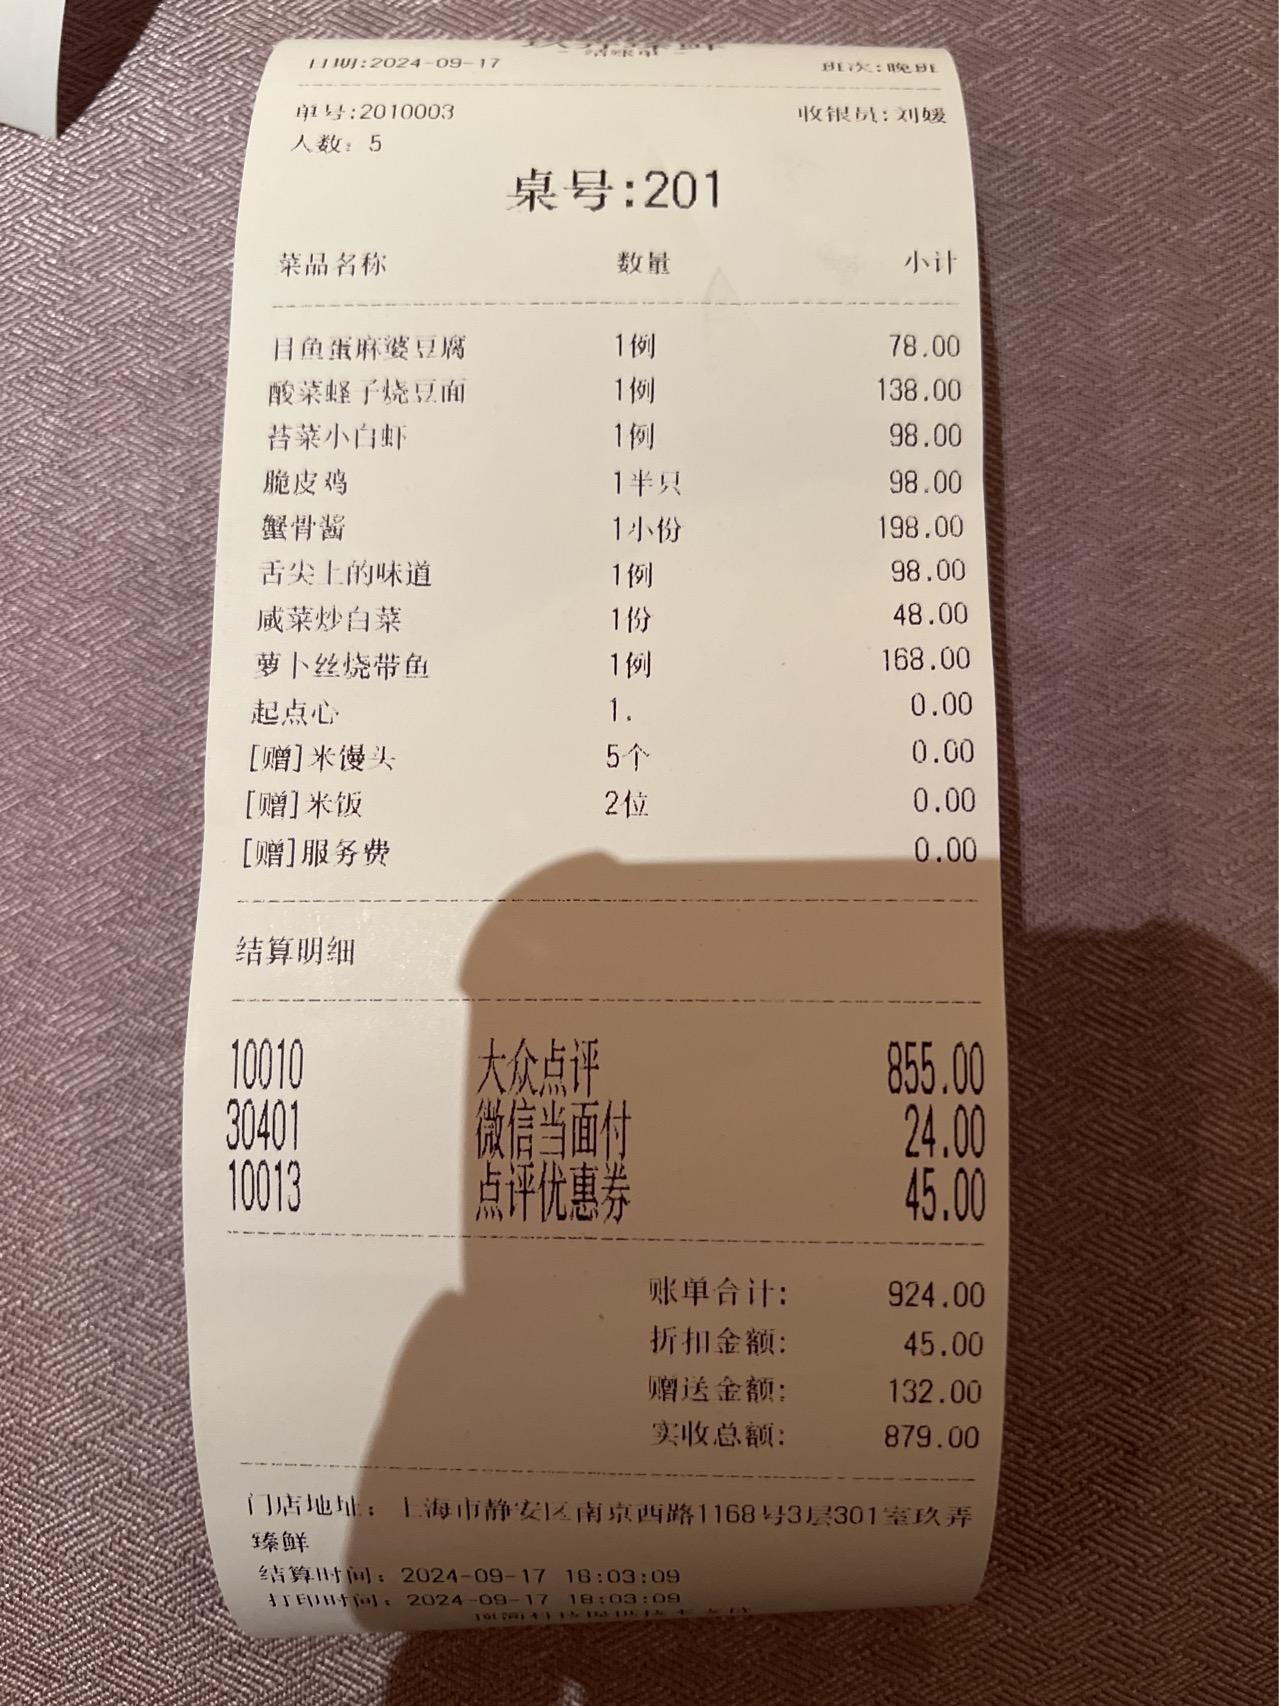 日期:2024-09-17 班次:晚班
单号:2010003 收银员:刘媛
人数: 5
桌号:201
菜品名称 数量 小计
目鱼蛋麻婆豆腐 1例 78.00
酸菜蛏子烧豆面 1例 138.00
苔菜小白虾 1例 98.00
脆皮鸡 1半只 98.00
蟹骨酱 1小份 198.00
舌尖上的味道 1例 98.00
咸菜炒白菜 1份 48.00
萝卜丝烧带鱼 1例 168.00
起点心 1. 0.00
[赠]米馒头 5个 0.00
[赠]米饭 2位 0.00
[赠]服务费 0.00
结算明细
10010 大众点评 855.00
30401 微信当面付 24.00
10013 点评优惠券 45.00
账单合计: 924.00
折扣金额: 45.00
赠送金额: 132.00
实收总额: 879.00
门店地址: 上海市静安区南京西路1168号3层301室玖弄
臻鲜
结算时间: 2024-09-17 18:03:09
打印时间: 2024-09-17 18:03:09